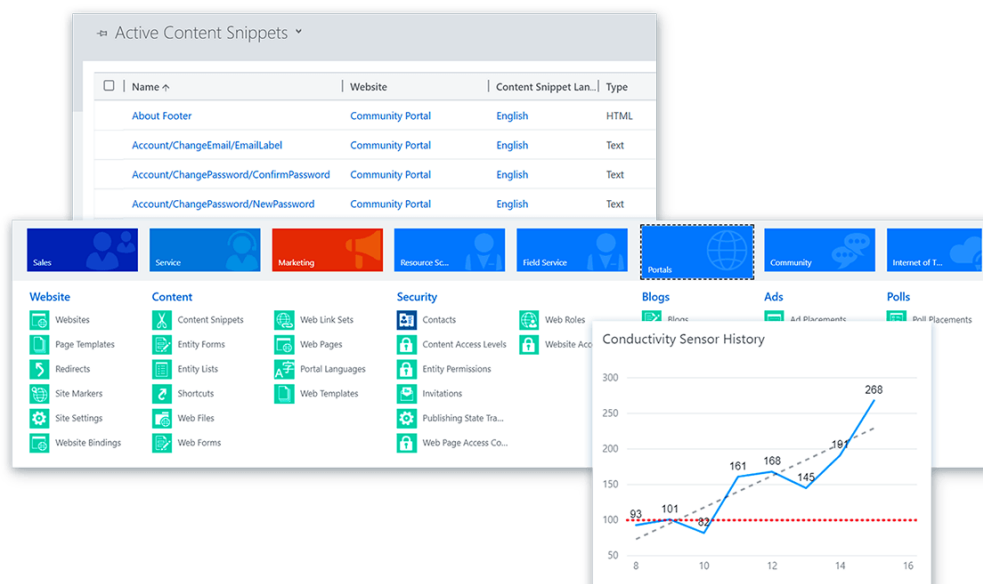 Active Content Snippets
Name Website Content Snippet Lan... Type
About Footer Community Portal English HTML
Account/ChangeEmail/EmailLabel Community Portal English Text
Account/ChangePassword/ConfirmPassword Community Portal English Text
Account/ChangePassword/NewPassword Community Portal English Text
Sales Service Marketing Resource Sc... Field Service Portals Community Internet of T...
Website Content Security Blogs Ads Polls
Websites Content Snippets Web Link Sets Contacts Web Roles Blogs Ad Placements Poll Placements
Page Templates Entity Forms Web Pages Content Access Levels Website Acc
Redirects Entity Lists Portal Languages Entity Permissions
Site Markers Shortcuts Web Templates Invitations
Site Settings Web Files Publishing State Tra...
Website Bindings Web Forms Web Page Access Co...
Conductivity Sensor History
300
268
250
200
191
161 168
150
145
93 101
100
82
50
8 10 12 14 16